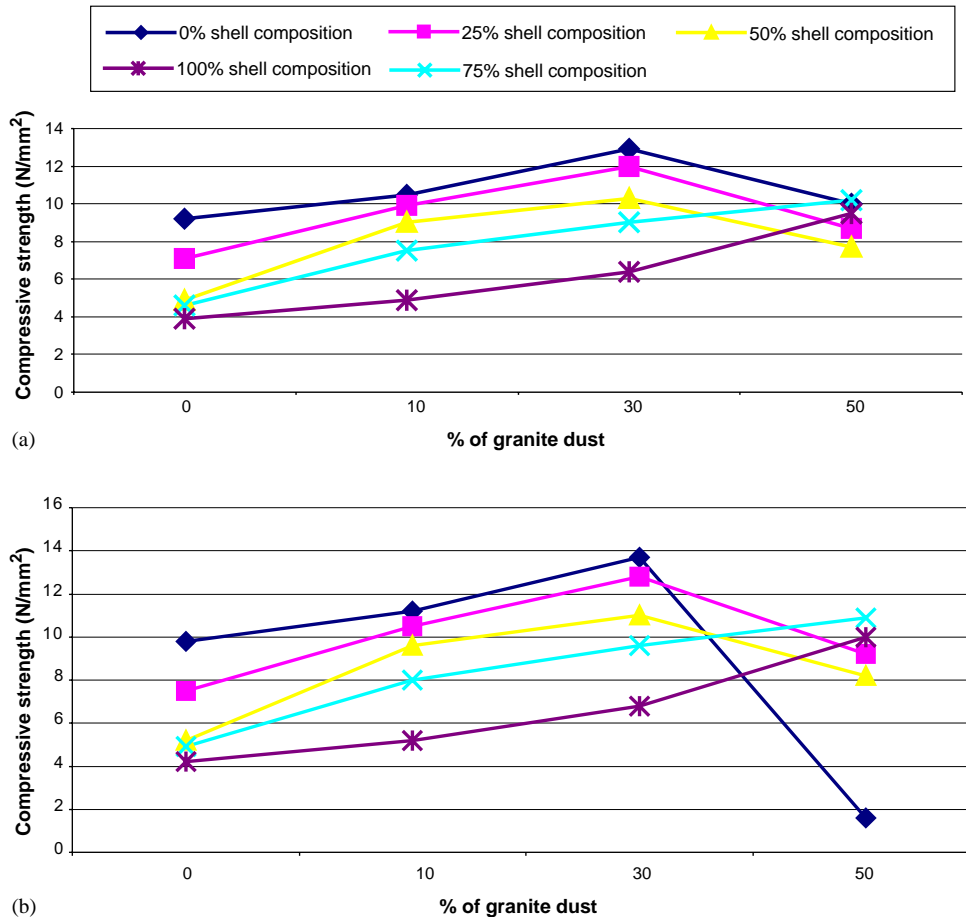 0% shell composition 25% shell composition 50% shell composition
100% shell composition 75% shell composition
Compressive strength (N/mm²)
14
12
10
8
6
4
2
0
0 10 30 50
% of granite dust
(a)
Compressive strength (N/mm²)
16
14
12
10
8
6
4
2
0
0 10 30 50
% of granite dust
(b)